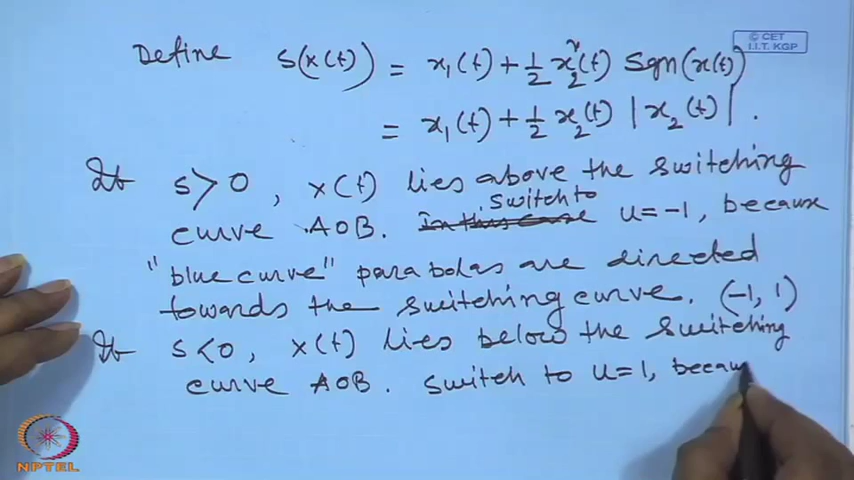 Define s(x(t)) = x₁(t) + 1/2 x₂²(t) Sgn(x(t))
© CET
I.I.T. KGP
= x₁(t) + 1/2 x₂(t) |x₂(t)|.
If s > 0, x(t) lies above the switching
curve AOB. in this case switch to u = -1, because
"blue curve" parabolas are directed
towards the switching curve. (-1, 1)
If s < 0, x(t) lies below the switching
curve AOB. switch to u = 1, becau
NPTEL